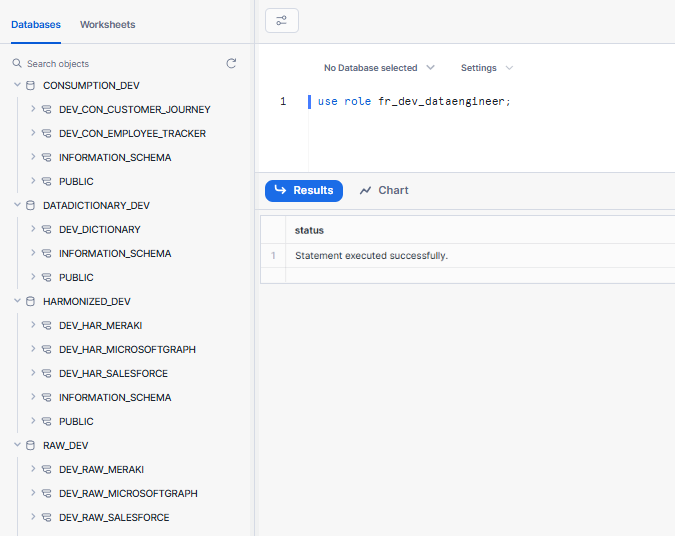 Databases
Worksheets
Search objects
CONSUMPTION_DEV
DEV_CON_CUSTOMER_JOURNEY
DEV_CON_EMPLOYEE_TRACKER
INFORMATION_SCHEMA
PUBLIC
DATADICTIONARY_DEV
DEV_DICTIONARY
INFORMATION_SCHEMA
PUBLIC
HARMONIZED_DEV
DEV_HAR_MERAKI
DEV_HAR_MICROSOFTGRAPH
DEV_HAR_SALESFORCE
INFORMATION_SCHEMA
PUBLIC
RAW_DEV
DEV_RAW_MERAKI
DEV_RAW_MICROSOFTGRAPH
DEV_RAW_SALESFORCE
No Database selected
Settings
1 use role fr_dev_dataengineer;
Results
Chart
status
1 Statement executed successfully.